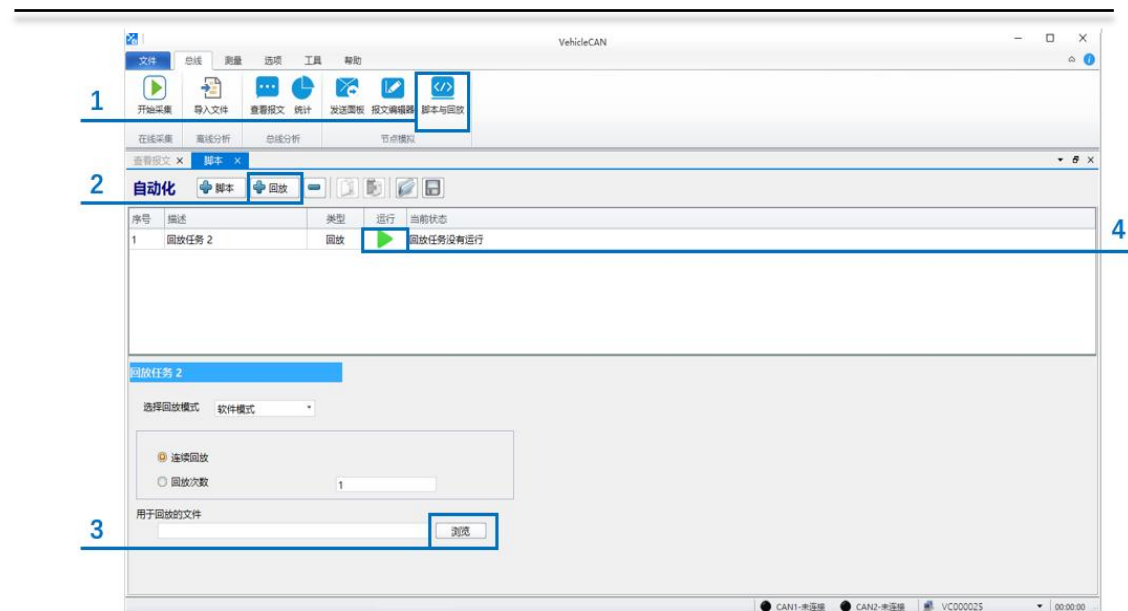 VehicleCAN
文件 总线 测量 选项 工具 帮助
1
开始采集 导入文件 查看报文 统计 发送面板 报文编辑器 脚本与回放
在线采集 离线分析 总线分析 节点模拟
查看报文 脚本
2
自动化 脚本 回放
序号 描述 类型 运行 当前状态
1 回放任务 2 回放 回放任务没有运行
4
回放任务 2
选择回放模式 软件模式
连续回放
回放次数 1
用于回放的文件
3
浏览
CAN1-未连接 CAN2-未连接 VC000025 00:00:00